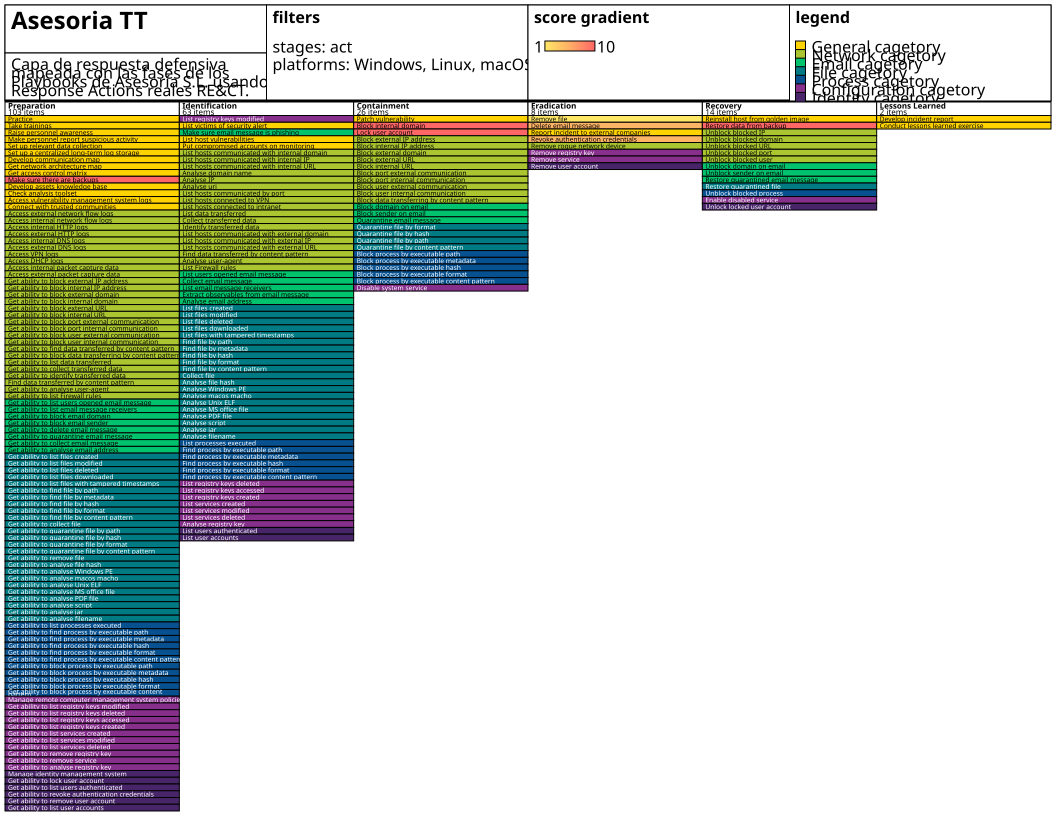 Asesoria TT
Capa de respuesta defensiva
mapeada con las fases de los
Playbooks de Asesoria S.E. usando
Response Actions reales RE&CT.
filters
stages: act
platforms: Windows, Linux, macOS
score gradient
1 10
legend
General cagetory
Network cagetory
Email cagetory
File cagetory
Process cagetory
Configuration cagetory
Identity cagetory
Preparation
103 items
Practice
Take trainings
Raise personnel awareness
Make personnel report suspicious activity
Set up relevant data collection
Set up a centralized long-term log storage
Develop communication map
Get network architecture map
Get access control matrix
Make sure there are backups
Develop assets knowledge base
Check analysis toolset
Access vulnerability management system logs
Connect with trusted communities
Access external network flow logs
Access internal network flow logs
Access internal HTTP logs
Access external HTTP logs
Access internal DNS logs
Access external DNS logs
Access VPN logs
Access DHCP logs
Access internal packet capture data
Access external packet capture data
Get ability to block external IP address
Get ability to block internal IP address
Get ability to block external domain
Get ability to block internal domain
Get ability to block external URL
Get ability to block internal URL
Get ability to block port external communication
Get ability to block port internal communication
Get ability to block user external communication
Get ability to block user internal communication
Get ability to find data transferred by content pattern
Get ability to block data transferring by content pattern
Get ability to list data transferred
Get ability to collect transferred data
Get ability to identify transferred data
Find data transferred by content pattern
Get ability to analyse user-agent
Get ability to list Firewall rules
Get ability to list users opened email message
Get ability to list email message receivers
Get ability to block email domain
Get ability to block email sender
Get ability to delete email message
Get ability to quarantine email message
Get ability to collect email message
Get ability to analyse email address
Get ability to list files created
Get ability to list files modified
Get ability to list files deleted
Get ability to list files downloaded
Get ability to list files with tampered timestamps
Get ability to find file by path
Get ability to find file by metadata
Get ability to find file by hash
Get ability to find file by format
Get ability to find file by content pattern
Get ability to collect file
Get ability to quarantine file by path
Get ability to quarantine file by hash
Get ability to quarantine file by format
Get ability to quarantine file by content pattern
Get ability to remove file
Get ability to analyse file hash
Get ability to analyse Windows PE
Get ability to analyse macos macho
Get ability to analyse Unix ELF
Get ability to analyse MS office file
Get ability to analyse PDF file
Get ability to analyse script
Get ability to analyse jar
Get ability to analyse filename
Get ability to list processes executed
Get ability to find process by executable path
Get ability to find process by executable metadata
Get ability to find process by executable hash
Get ability to find process by executable format
Get ability to find process by executable content pattern
Get ability to block process by executable path
Get ability to block process by executable metadata
Get ability to block process by executable hash
Get ability to block process by executable format
Get ability to block process by executable content
Manage remote computer management system policies
Get ability to list registry keys modified
Get ability to list registry keys deleted
Get ability to list registry keys accessed
Get ability to list registry keys created
Get ability to list services created
Get ability to list services modified
Get ability to list services deleted
Get ability to remove registry key
Get ability to remove service
Get ability to analyse registry key
Manage identity management system
Get ability to lock user account
Get ability to list users authenticated
Get ability to revoke authentication credentials
Get ability to remove user account
Get ability to list user accounts
Identification
63 items
List registry keys modified
List victims of security alert
Make sure email message is phishing
List host vulnerabilities
Put compromised accounts on monitoring
List hosts communicated with internal domain
List hosts communicated with internal IP
List hosts communicated with internal URL
Analyse domain name
Analyse IP
Analyse uri
List hosts communicated by port
List hosts connected to VPN
List hosts connected to intranet
List data transferred
Collect transferred data
Identify transferred data
List hosts communicated with external domain
List hosts communicated with external IP
List hosts communicated with external URL
Find data transferred by content pattern
Analyse user-agent
List Firewall rules
List users opened email message
Collect email message
List email message receivers
Extract observables from email message
Analyse email address
List files created
List files modified
List files deleted
List files downloaded
List files with tampered timestamps
Find file by path
Find file by metadata
Find file by hash
Find file by format
Find file by content pattern
Collect file
Analyse file hash
Analyse Windows PE
Analyse macos macho
Analyse Unix ELF
Analyse MS office file
Analyse PDF file
Analyse script
Analyse jar
Analyse filename
List processes executed
Find process by executable path
Find process by executable metadata
Find process by executable hash
Find process by executable format
Find process by executable content pattern
List registry keys deleted
List registry keys accessed
List registry keys created
List services created
List services modified
List services deleted
Analyse registry key
List users authenticated
List user accounts
Containment
26 items
Patch vulnerability
Block internal domain
Lock user account
Block external IP address
Block internal IP address
Block external domain
Block external URL
Block internal URL
Block port external communication
Block port internal communication
Block user external communication
Block user internal communication
Block data transferring by content pattern
Block domain on email
Block sender on email
Quarantine email message
Quarantine file by format
Quarantine file by hash
Quarantine file by path
Quarantine file by content pattern
Block process by executable path
Block process by executable metadata
Block process by executable hash
Block process by executable format
Block process by executable content pattern
Disable system service
Eradication
8 items
Remove file
Delete email message
Report incident to external companies
Revoke authentication credentials
Remove rogue network device
Remove registry key
Remove service
Remove user account
Recovery
14 items
Reinstall host from golden image
Restore data from backup
Unblock blocked IP
Unblock blocked domain
Unblock blocked URL
Unblock blocked port
Unblock blocked user
Unblock domain on email
Unblock sender on email
Restore quarantined email message
Restore quarantined file
Unblock blocked process
Enable disabled service
Unlock locked user account
Lessons Learned
2 items
Develop incident report
Conduct lessons learned exercise